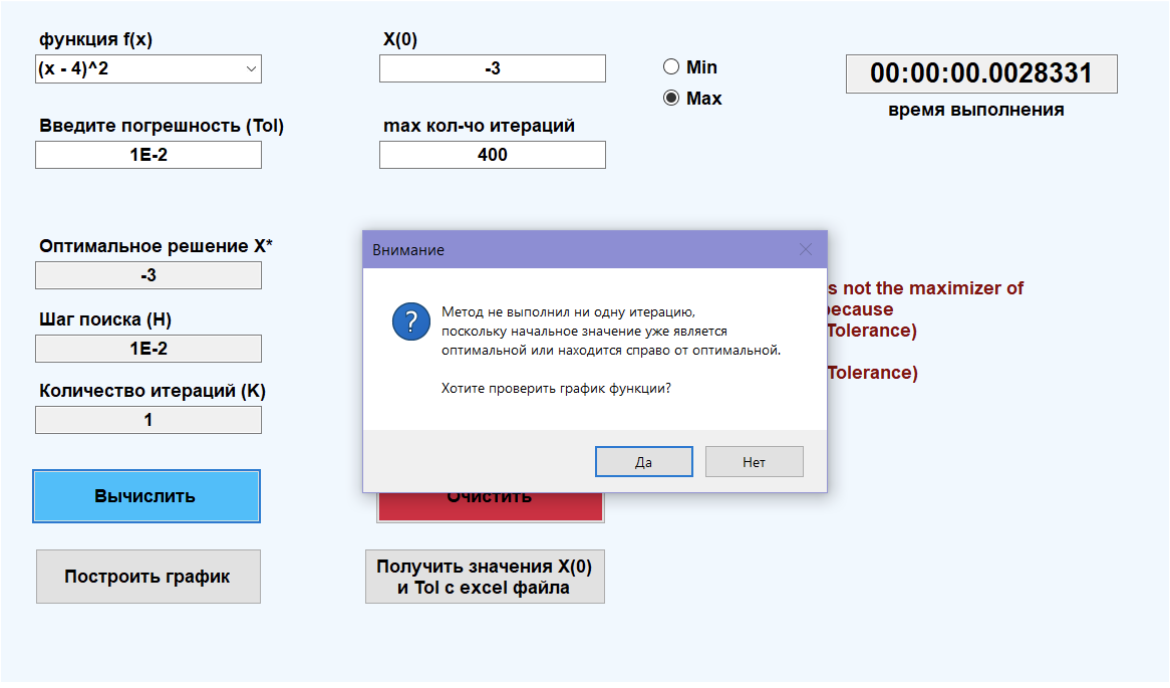 функция f(x)
X(0)
(x - 4)^2
-3
Min
Max
00:00:00.0028331
время выполнения
Введите погрешность (Tol)
max кол-чо итераций
1E-2
400
Оптимальное решение X*
-3
Шаг поиска (H)
1E-2
Количество итераций (K)
1
Внимание
Метод не выполнил ни одну итерацию,
поскольку начальное значение уже является
оптимальной или находится справо от оптимальной.
Хотите проверить график функции?
Да
Нет
s not the maximizer of
because
Tolerance)
Tolerance)
Вычислить
Очистить
Построить график
Получить значения X(0)
и Tol с excel файла